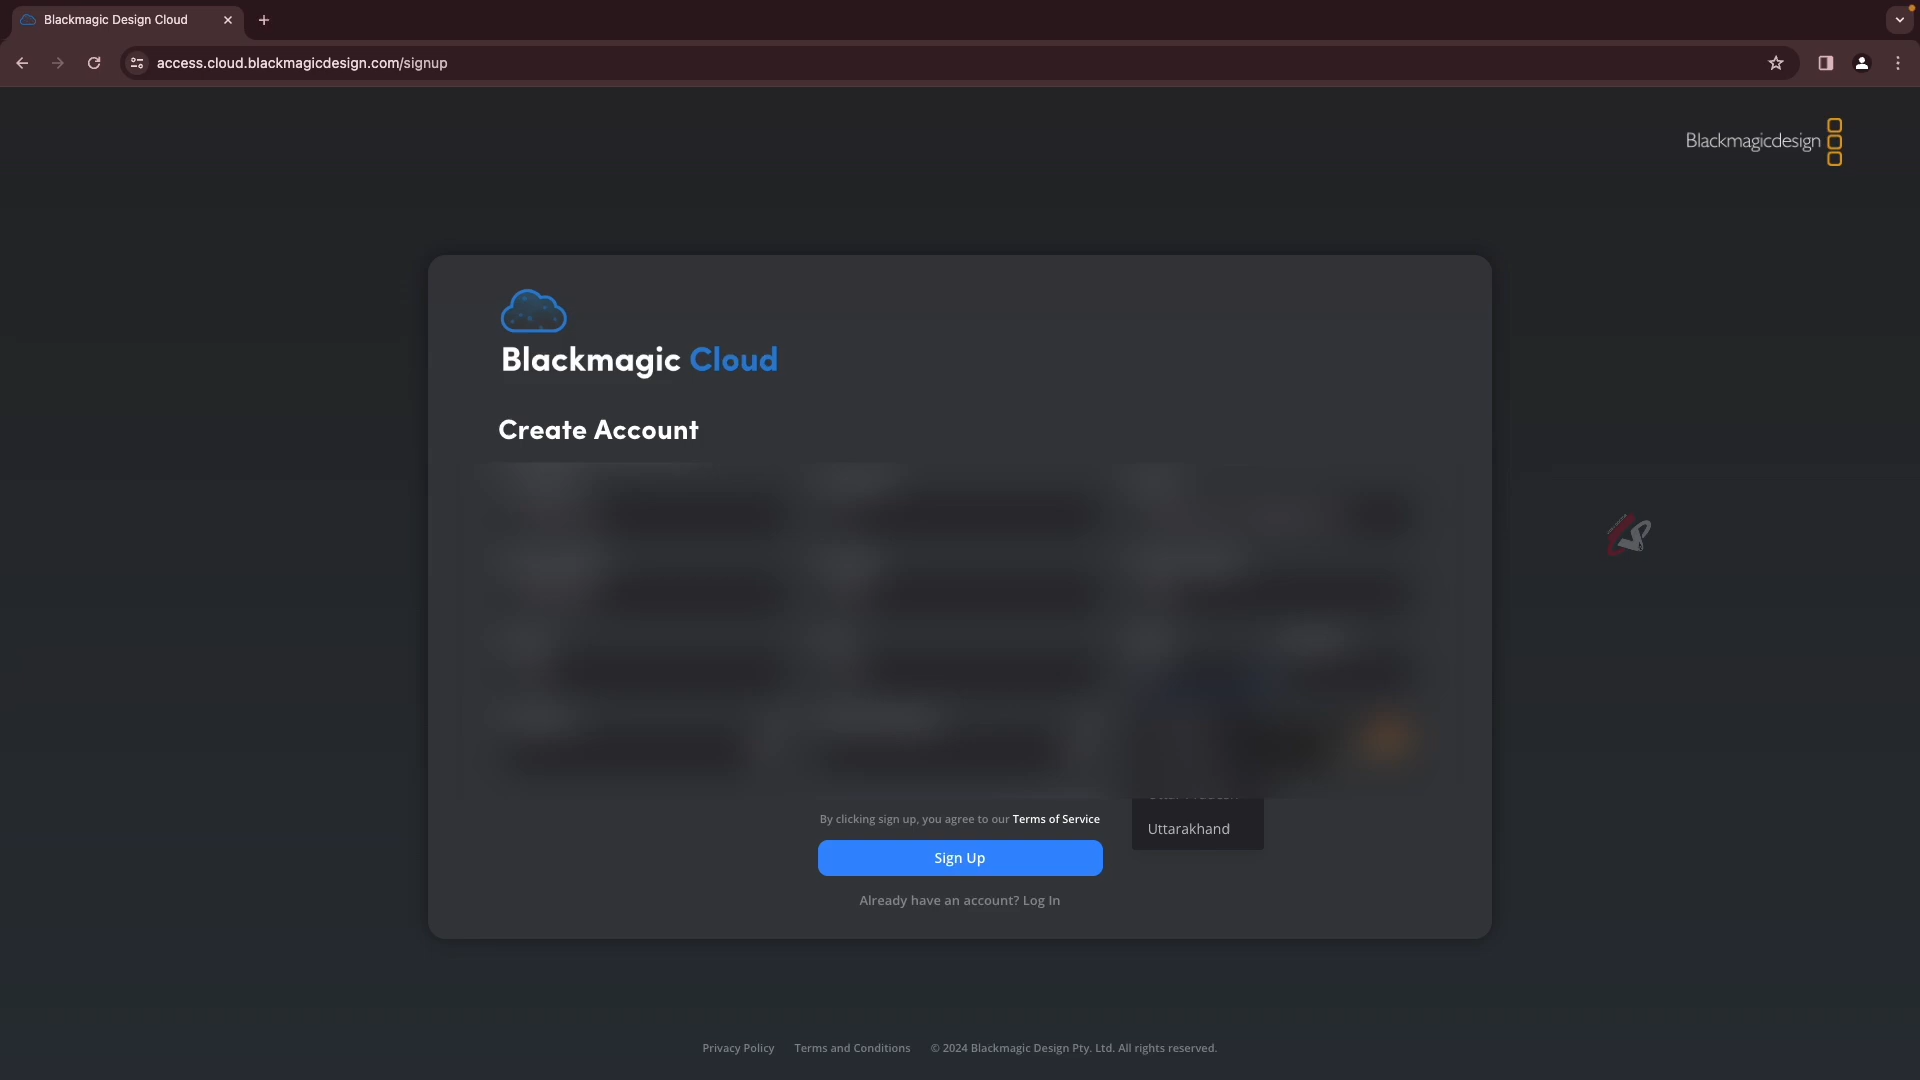 Blackmagic Design Cloud
access.cloud.blackmagicdesign.com/signup
Blackmagicdesign
Blackmagic Cloud
Create Account
By clicking sign up, you agree to our Terms of Service
Uttarakhand
Sign Up
Already have an account? Log In
Privacy Policy Terms and Conditions © 2024 Blackmagic Design Pty. Ltd. All rights reserved.